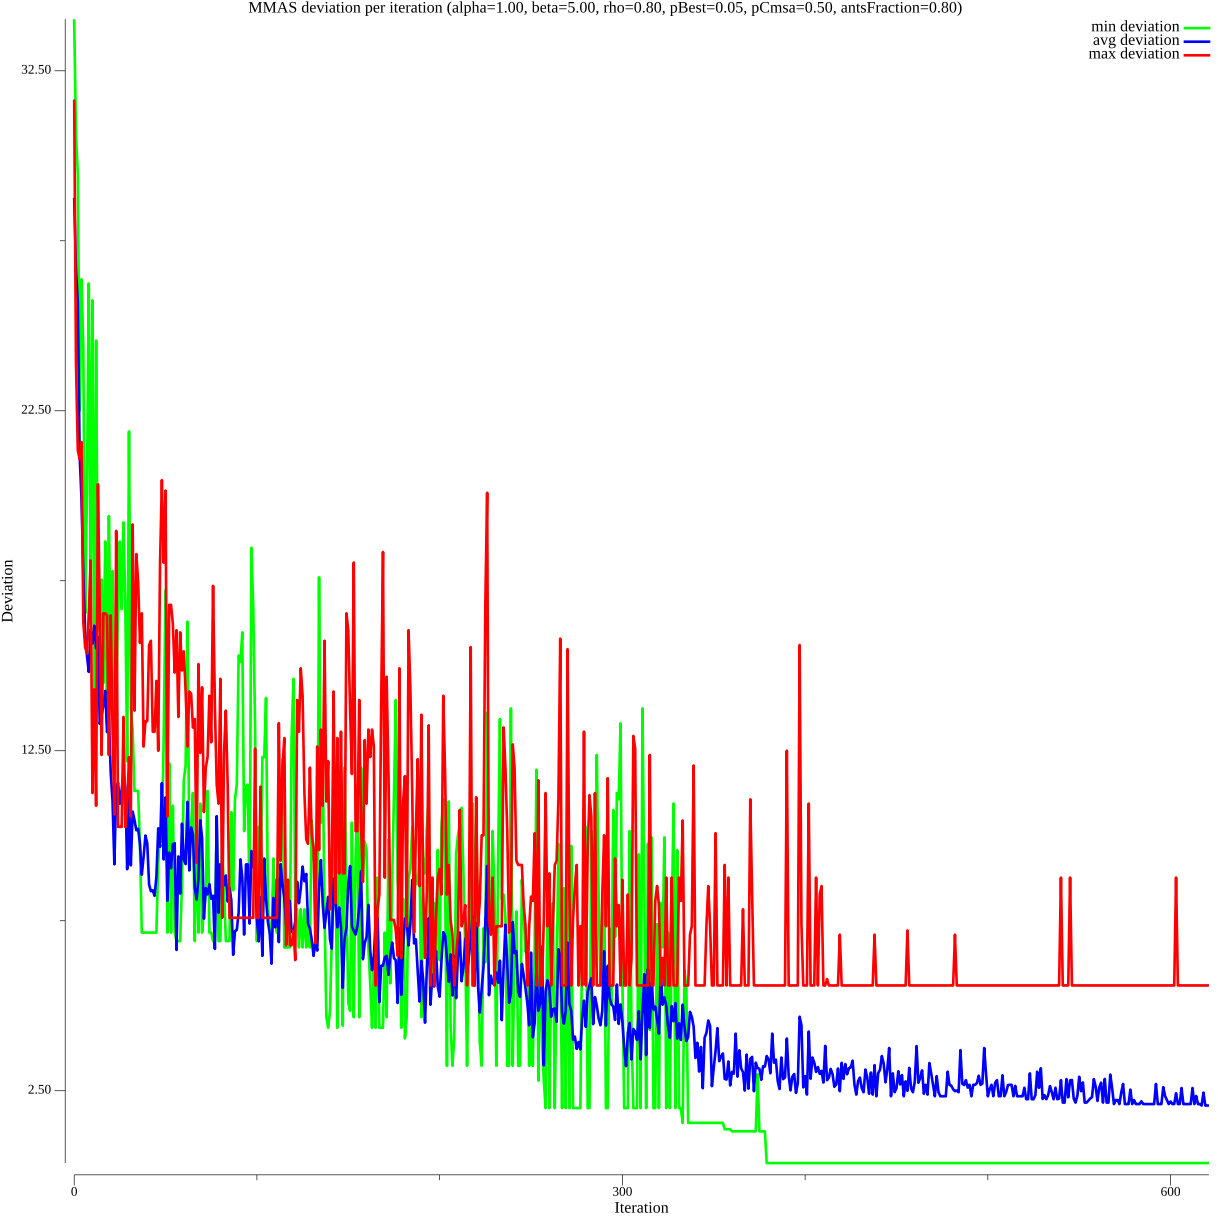 MMAS deviation per iteration (alpha=1.00, beta=5.00, rho=0.80, pBest=0.05, pCmsa=0.50, antsFraction=0.80)
min deviation
avg deviation
max deviation
32.50
22.50
Deviation
12.50
2.50
0
300
600
Iteration